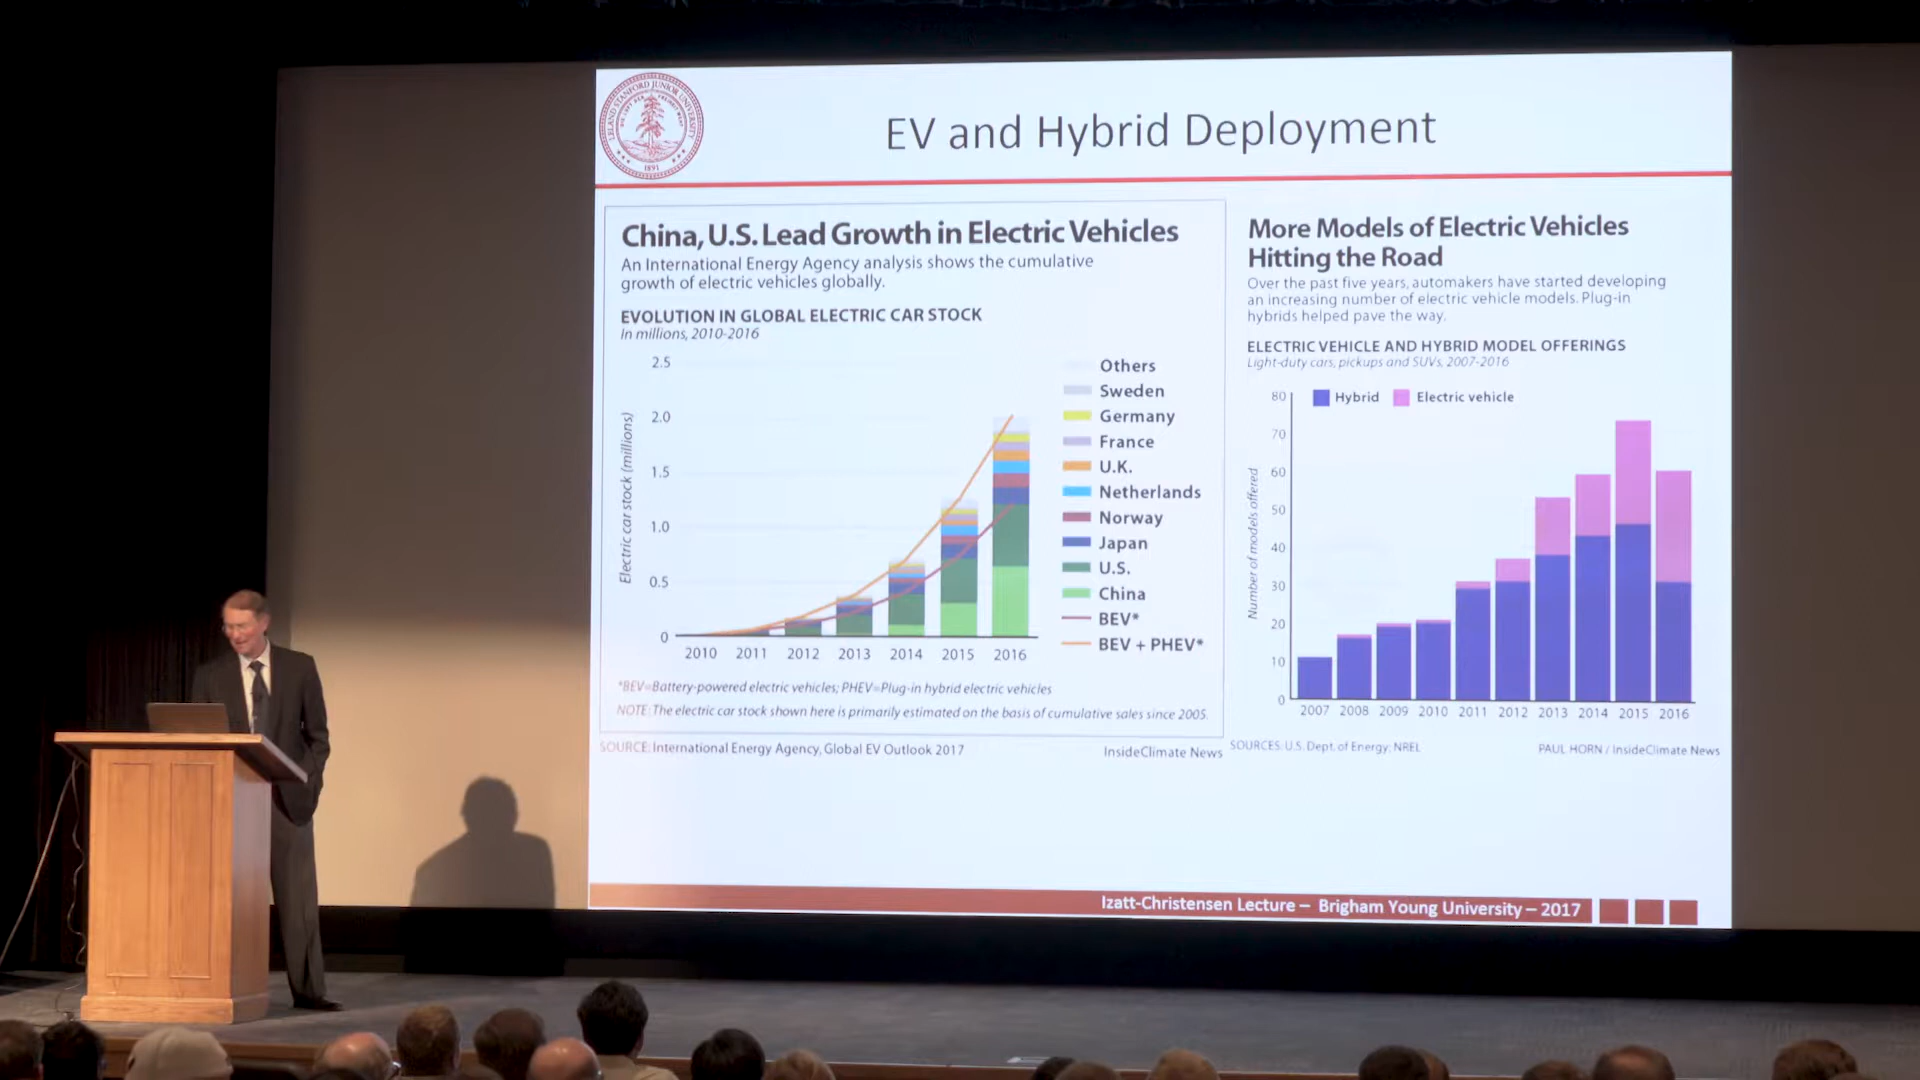 LELAND STANFORD JUNIOR UNIVERSITY
1891
EV and Hybrid Deployment
China, U.S. Lead Growth in Electric Vehicles
An International Energy Agency analysis shows the cumulative
growth of electric vehicles globally.
EVOLUTION IN GLOBAL ELECTRIC CAR STOCK
In millions, 2010-2016
Electric car stock (millions)
2.5
2.0
1.5
1.0
0.5
0
2010 2011 2012 2013 2014 2015 2016
Others
Sweden
Germany
France
U.K.
Netherlands
Norway
Japan
U.S.
China
BEV*
BEV + PHEV*
*BEV=Battery-powered electric vehicles; PHEV=Plug-in hybrid electric vehicles
NOTE: The electric car stock shown here is primarily estimated on the basis of cumulative sales since 2005.
SOURCE: International Energy Agency, Global EV Outlook 2017
InsideClimate News
More Models of Electric Vehicles
Hitting the Road
Over the past five years, automakers have started developing
an increasing number of electric vehicle models. Plug-in
hybrids helped pave the way.
ELECTRIC VEHICLE AND HYBRID MODEL OFFERINGS
Light-duty cars, pickups and SUVs, 2007-2016
Hybrid
Electric vehicle
Number of models offered
80
70
60
50
40
30
20
10
0
2007 2008 2009 2010 2011 2012 2013 2014 2015 2016
SOURCES: U.S. Dept. of Energy; NREL
PAUL HORN / InsideClimate News
Izatt-Christensen Lecture – Brigham Young University – 2017